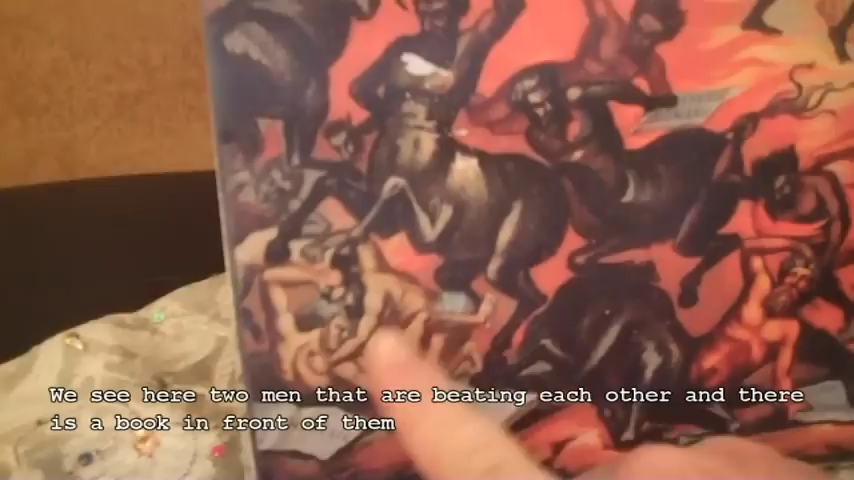 We see here two men that are beating each other and there
is a book in front of them